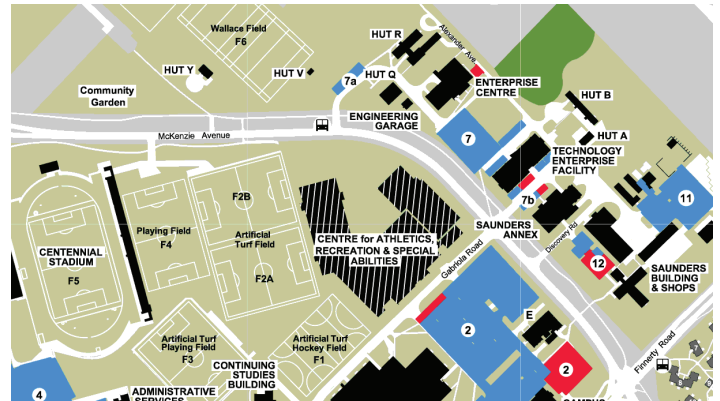 Wallace Field
F6
HUT R
Alexander Ave.
HUT Y
HUT V
7a
HUT Q
ENTERPRISE
CENTRE
Community
Garden
HUT B
ENGINEERING
GARAGE
McKenzie Avenue
7
HUT A
TECHNOLOGY
ENTERPRISE
FACILITY
7b
11
F2B
Playing Field
F4
Artificial
Turf Field
F2A
CENTRE for ATHLETICS,
RECREATION & SPECIAL
ABILITIES
SAUNDERS
ANNEX
Discovery Rd
CENTENNIAL
STADIUM
F5
Gabriola Road
12
SAUNDERS
BUILDING
& SHOPS
E
2
Artificial Turf
Playing Field
F3
Artificial Turf
Hockey Field
F1
Finnerty Road
CONTINUING
STUDIES
BUILDING
2
4
ADMINISTRATIVE
SERVICES
CAMPUS